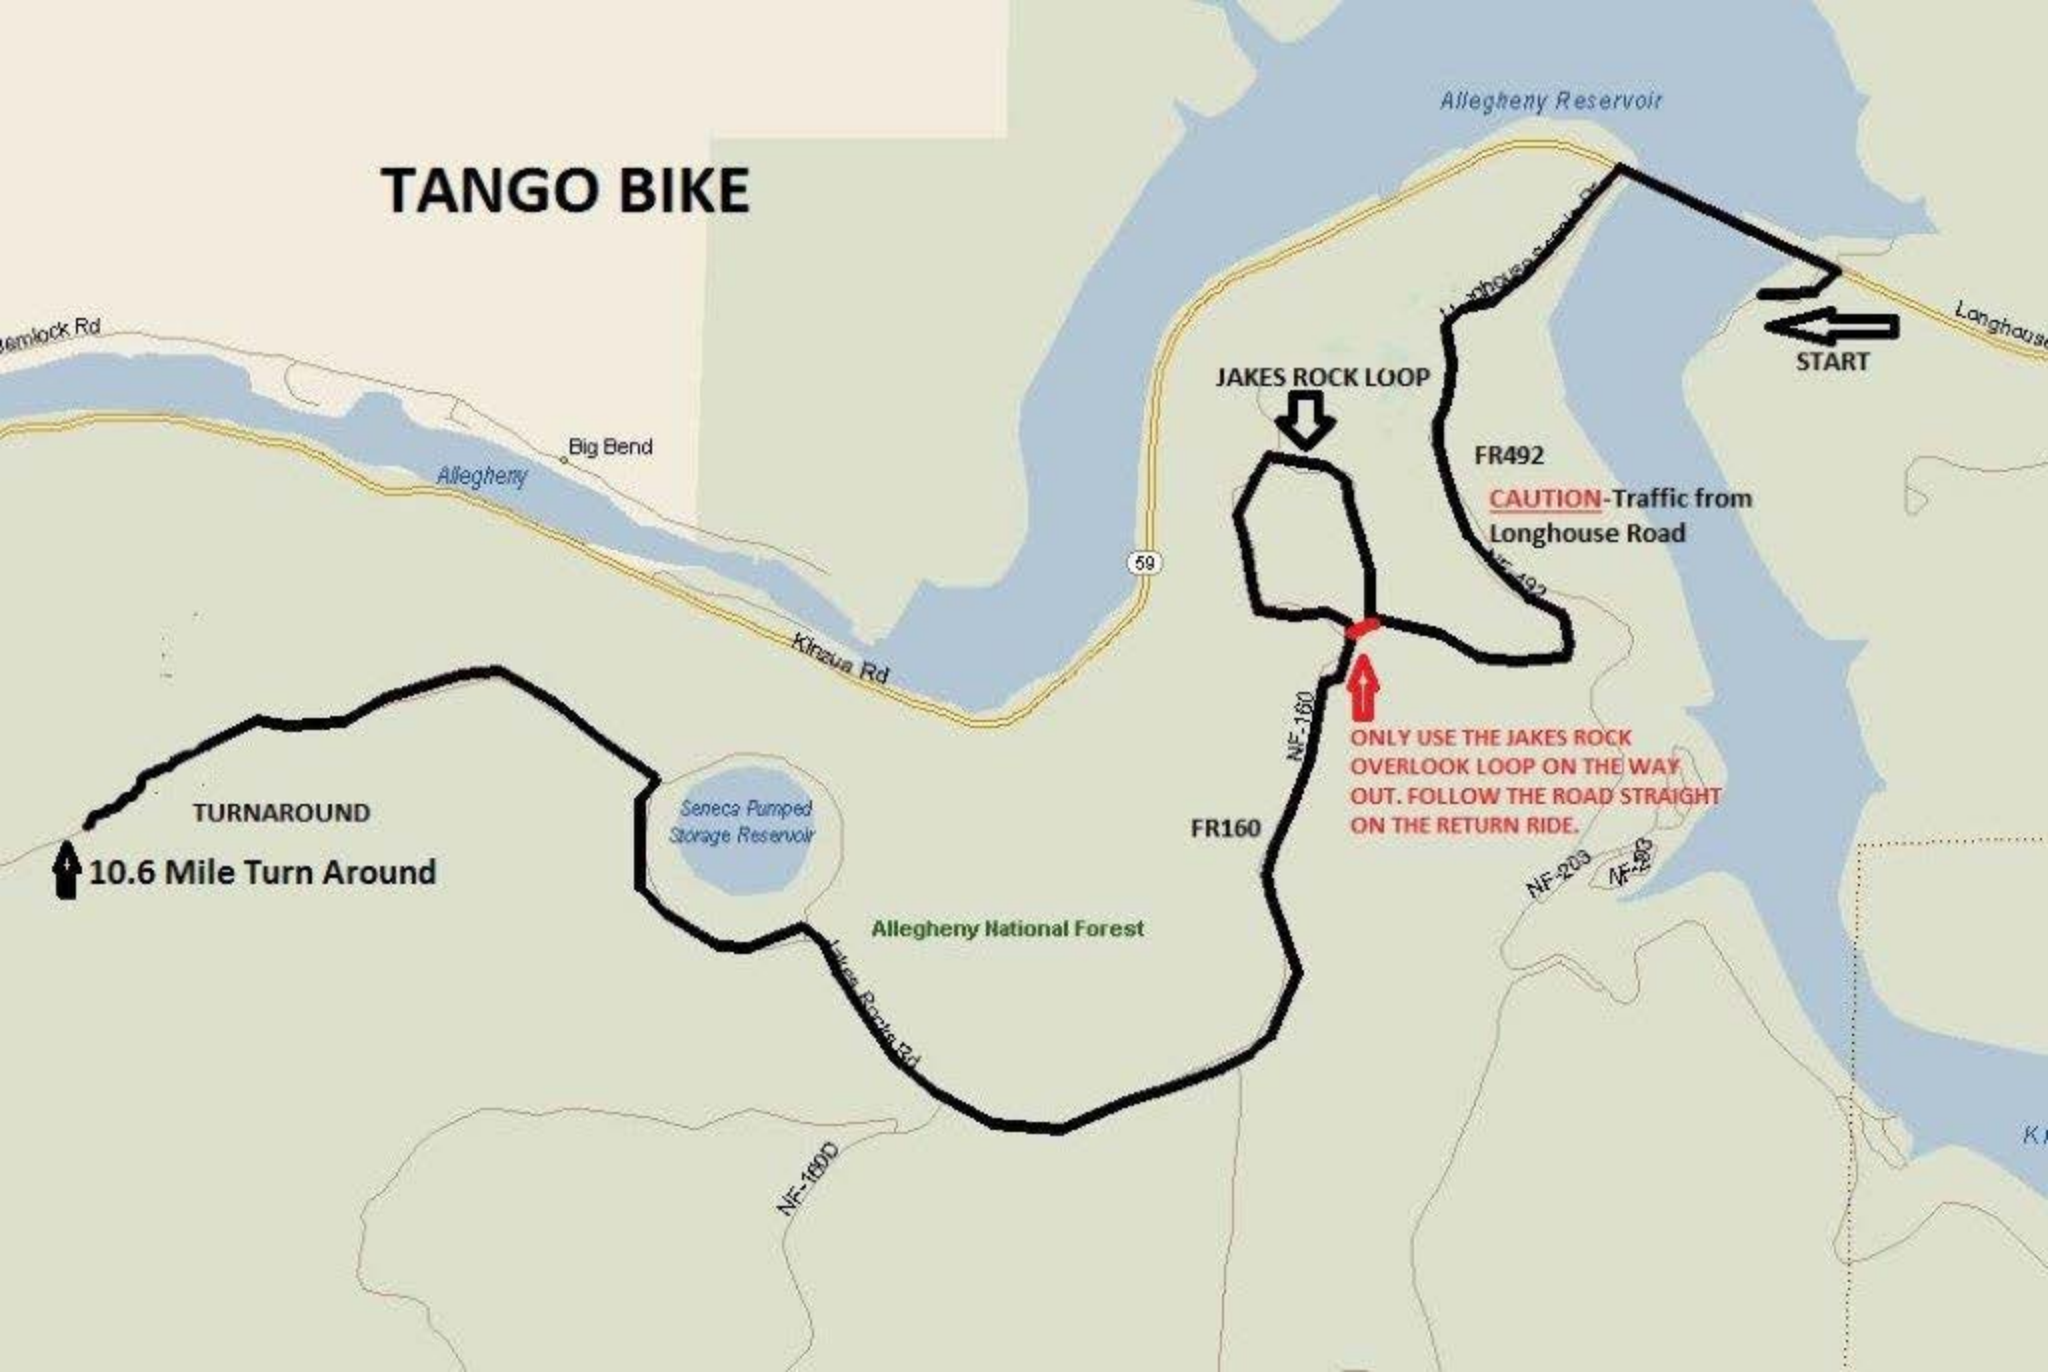 Allegheny Reservoir
TANGO BIKE
Longhouse
START
JAKES ROCK LOOP
Big Bend
Allegheny
FR492
CAUTION-Traffic from
Longhouse Road
59
Kinzua Rd
NF-492
NF-160
ONLY USE THE JAKES ROCK
OVERLOOK LOOP ON THE WAY
OUT. FOLLOW THE ROAD STRAIGHT
ON THE RETURN RIDE.
FR160
TURNAROUND
10.6 Mile Turn Around
Seneca Pumped
Storage Reservoir
NF-203
Allegheny National Forest
Jakes Rocks Rd
NF-160D